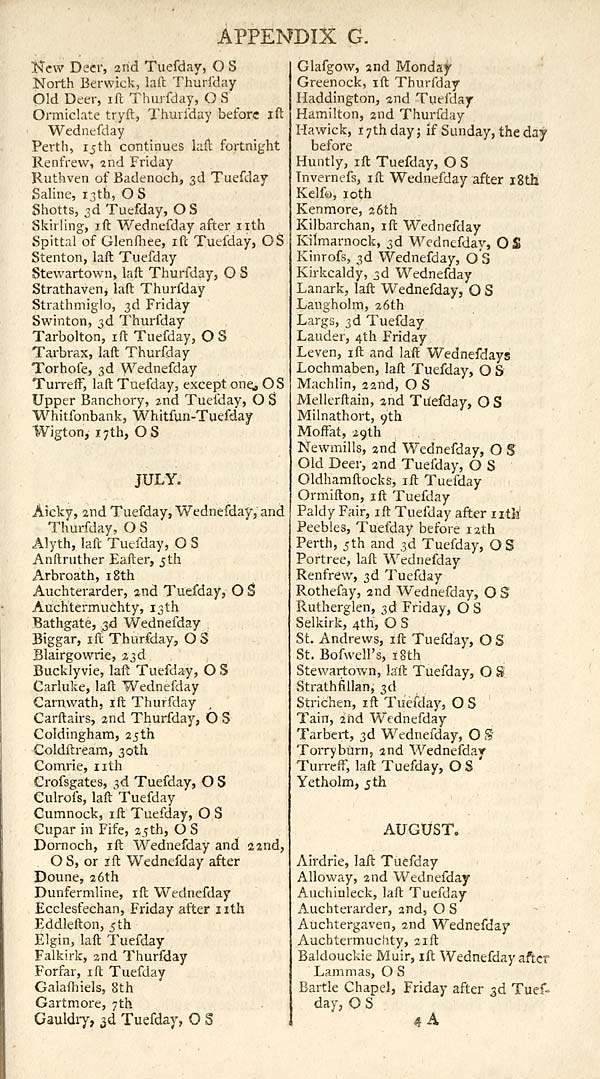 APPENDIX G.
New Deer, 2nd Tueſday, O S
North Berwick, laſt Thurſday
Old Deer, 1ſt Thurſday, O S
Ormiclate tryſt, Thurſday before 1ſt
Wedneſday
Perth, 15th continues laſt fortnight
Renfrew, 2nd Friday
Ruthven of Badenoch, 3d Tueſday
Saline, 13th, O S
Shotts, 3d Tueſday, O S
Skirling, 1ſt Wedneſday after 11th
Spittal of Glenſhee, 1ſt Tueſday, O S
Stenton, laſt Tueſday
Stewartown, laſt Thurſday, O S
Strathaven, laſt Thurſday
Strathmiglo, 3d Friday
Swinton, 3d Thurſday
Tarbolton, 1ſt Tueſday, O S
Tarbrax, laſt Thurſday
Torhoſe, 3d Wedneſday
Turreff, laſt Tueſday, except one, O S
Upper Banchory, 2nd Tueſday, O S
Whitſonbank, Whitſun-Tueſday
Wigton, 17th, O S
JULY.
Aicky, 2nd Tueſday, Wedneſday, and
Thurſday, O S
Alyth, laſt Tueſday, O S
Anſtruther Eaſter, 5th
Arbroath, 18th
Auchterarder, 2nd Tueſday, O S
Auchtermuchty, 13th
Bathgate, 3d Wedneſday
Biggar, 1ſt Thurſday, O S
Blairgowrie, 23d
Bucklyvie, laſt Tueſday, O S
Carluke, laſt Wedneſday
Carnwath, 1ſt Thurſday
Carſtairs, 2nd Thurſday, O S
Coldingham, 25th
Coldſtream, 30th
Comrie, 11th
Croſsgates, 3d Tueſday, O S
Culroſs, laſt Tueſday
Cumnock, 1ſt Tueſday, O S
Cupar in Fife, 25th, O S
Dornoch, 1ſt Wedneſday and 22nd,
O S, or 1ſt Wedneſday after
Doune, 26th
Dunfermline, 1ſt Wedneſday
Eccleſfechan, Friday after 11th
Eddleſton, 5th
Elgin, laſt Tueſday
Falkirk, 2nd Thurſday
Forfar, 1ſt Tueſday
Galaſhiels, 8th
Gartmore, 7th
Gauldry, 3d Tueſday, O S
Glaſgow, 2nd Monday
Greenock, 1ſt Thurſday
Haddington, 2nd Tueſday
Hamilton, 2nd Thurſday
Hawick, 17th day; if Sunday, the day
before
Huntly, 1ſt Tueſday, O S
Inverneſs, 1ſt Wedneſday after 18th
Kelſo, 10th
Kenmore, 26th
Kilbarchan, 1ſt Wedneſday
Kilmarnock, 3d Wedneſday, O S
Kinroſs, 3d Wedneſday, O S
Kirkcaldy, 3d Wedneſday
Lanark, laſt Wedneſday, O S
Langholm, 26th
Largs, 3d Tueſday
Lauder, 4th Friday
Leven, 1ſt and laſt Wedneſdays
Lochmaben, laſt Tueſday, O S
Machlin, 22nd, O S
Mellerſtain, 2nd Tueſday, O S
Milnathort, 9th
Moffat, 29th
Newmills, 2nd Wedneſday, O S
Old Deer, 2nd Tueſday, O S
Oldhamſtocks, 1ſt Tueſday
Ormiſton, 1ſt Tueſday
Paldy Fair, 1ſt Tueſday after 11th
Peebles, Tueſday before 12th
Perth, 5th and 3d Tueſday, O S
Portree, laſt Wedneſday
Renfrew, 3d Tueſday
Rotheſay, 2nd Wedneſday, O S
Rutherglen, 3d Friday, O S
Selkirk, 4th, O S
St. Andrews, 1ſt Tueſday, O S
St. Boſwell's, 18th
Stewartown, laſt Tueſday, O S
Strathfillan, 3d
Strichen, 1ſt Tueſday, O S
Tain, 2nd Wedneſday
Tarbert, 3d Wedneſday, O S
Torryburn, 2nd Wedneſday
Turreff, laſt Tueſday, O S
Yetholm, 5th
AUGUST.
Airdrie, laſt Tueſday
Alloway, 2nd Wedneſday
Auchinleck, laſt Tueſday
Auchterarder, 2nd, O S
Auchtergaven, 2nd Wedneſday
Auchtermuchty, 21ſt
Baldouckie Muir, 1ſt Wedneſday after
Lammas, O S
Bartle Chapel, Friday after 3d Tueſ-
day, O S
4 A